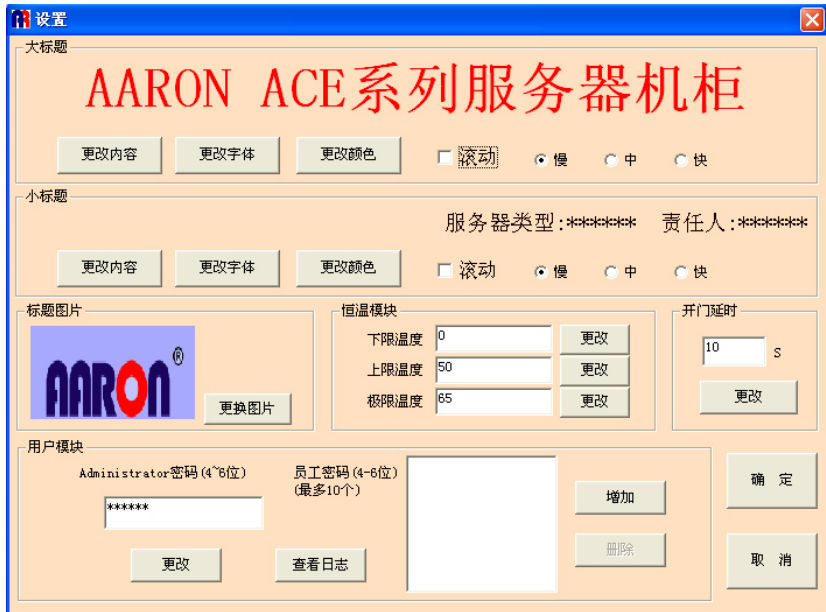 设置
大标题
AARON ACE系列服务器机柜
更改内容 更改字体 更改颜色 滚动 慢 中 快
小标题
服务器类型:****** 责任人:******
更改内容 更改字体 更改颜色 滚动 慢 中 快
标题图片
AARON®
更换图片
恒温模块
下限温度 0 更改
上限温度 50 更改
极限温度 65 更改
开门延时
10 S
更改
用户模块
Administrator密码(4~6位)
******
更改
员工密码(4-6位)
(最多10个)
查看日志
增加
删除
确 定
取 消